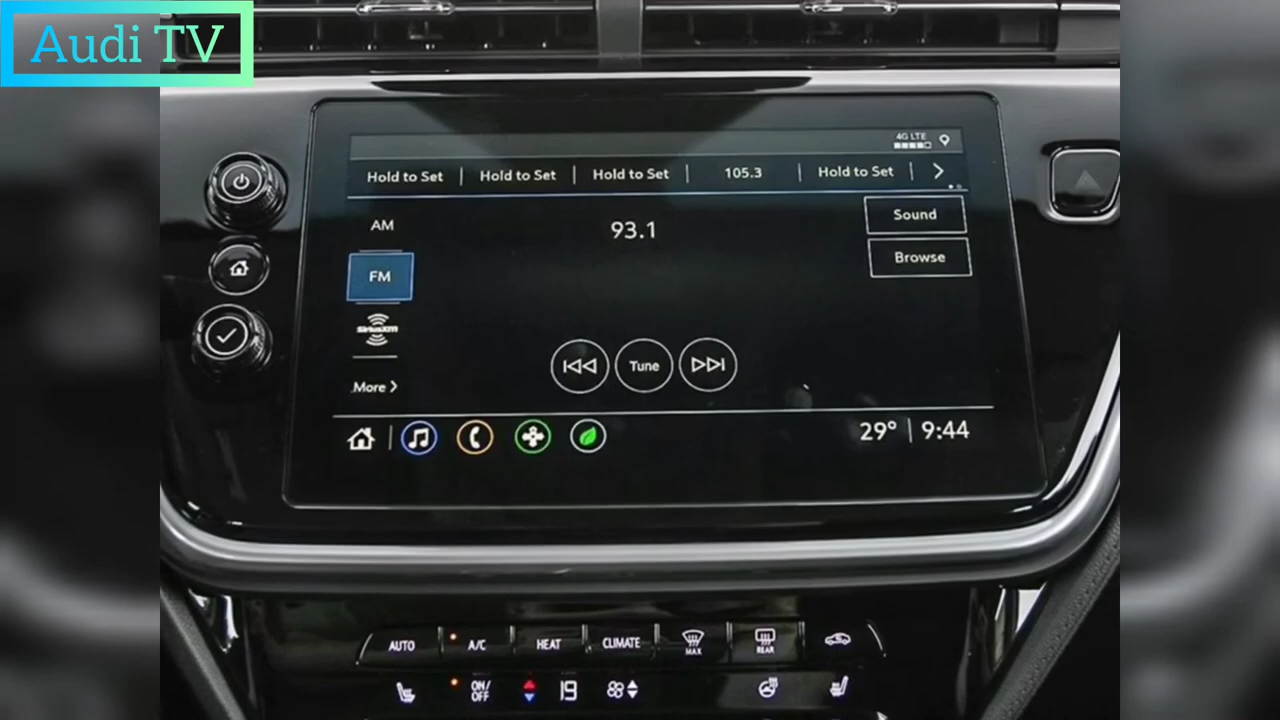 Audi TV
4G LTE
Hold to Set Hold to Set Hold to Set 105.3 Hold to Set
AM
93.1
Sound
FM
Browse
SiriusXM
Tune
More
29° 9:44
AUTO A/C HEAT CLIMATE MAX REAR
ON/OFF 19